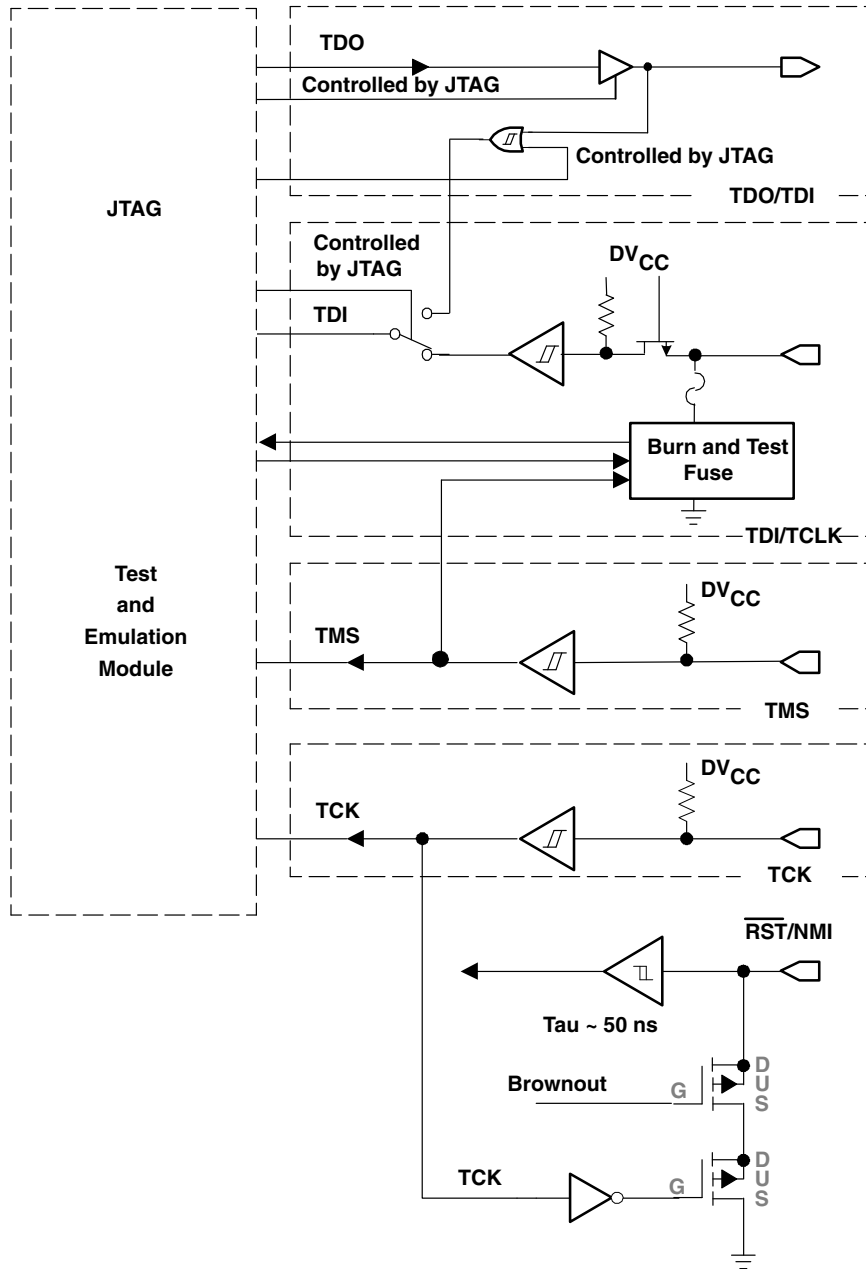 TDO
Controlled by JTAG
Controlled by JTAG
TDO/TDI
JTAG
Controlled
by JTAG
DVCC
TDI
Burn and Test
Fuse
TDI/TCLK
Test
and
Emulation
Module
DVCC
TMS
TMS
DVCC
TCK
TCK
RST/NMI
Tau ~ 50 ns
Brownout
G
D
U
S
TCK
G
D
U
S